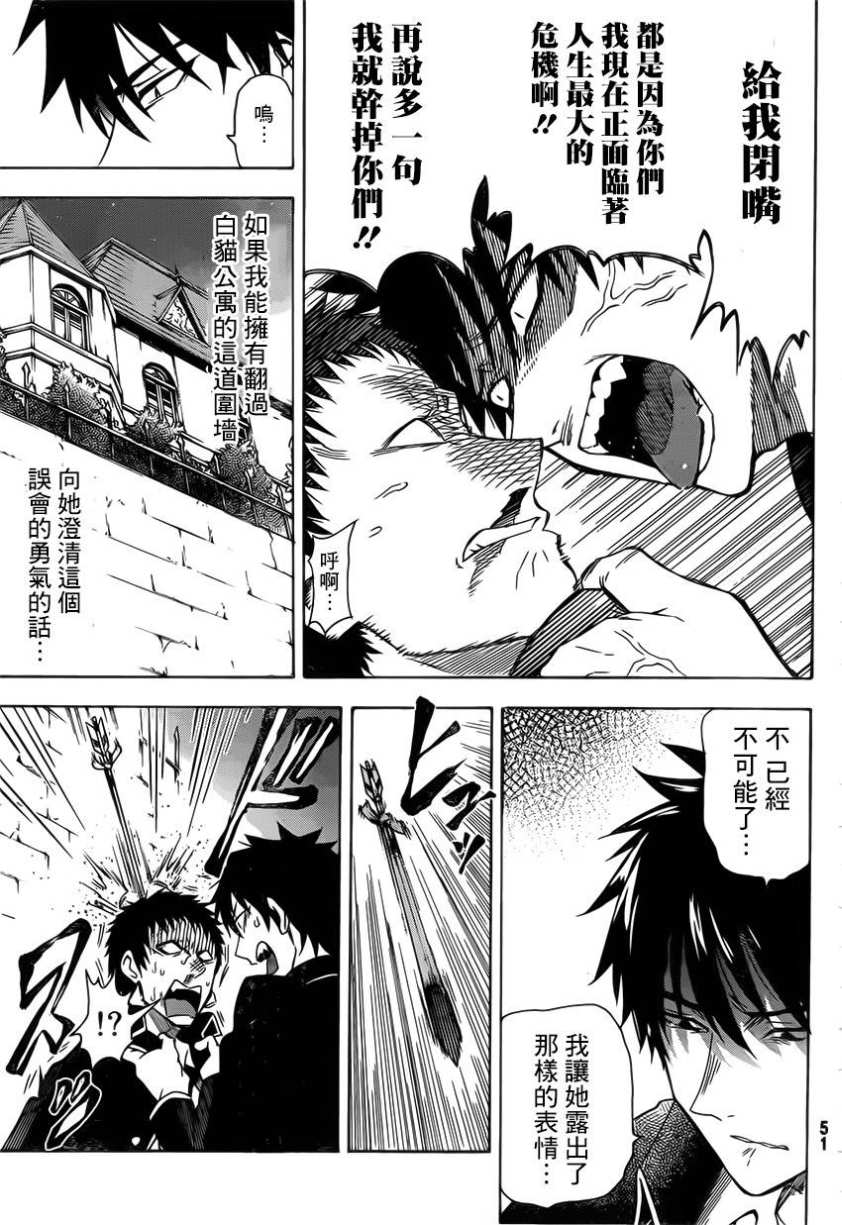 給我閉嘴
都是因為你們
我現在正面臨著
人生最大的
危機啊!!
再說多一句
我就幹掉你們!!
呼啊…
嗚…
如果我能擁有翻過
白貓公寓的這道圍牆
向她澄清這個
誤會的勇氣的話…
不 已經
不可能了…
我讓她露出了
那樣的表情…
!?
51